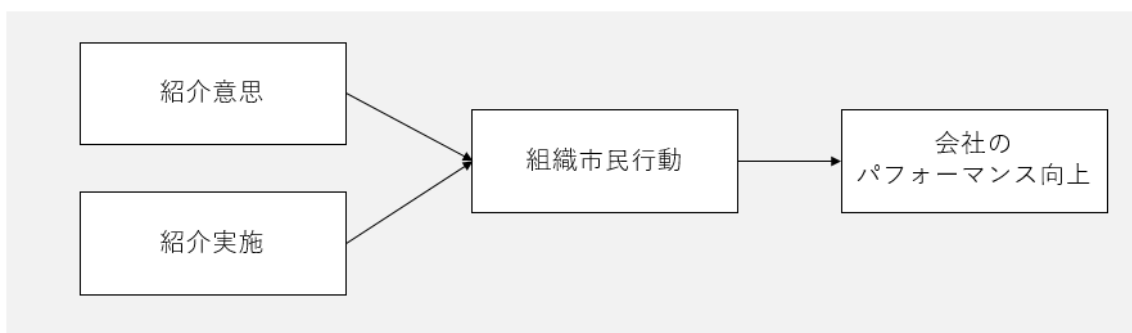 紹介意思
紹介実施
組織市民行動
会社の
パフォーマンス向上